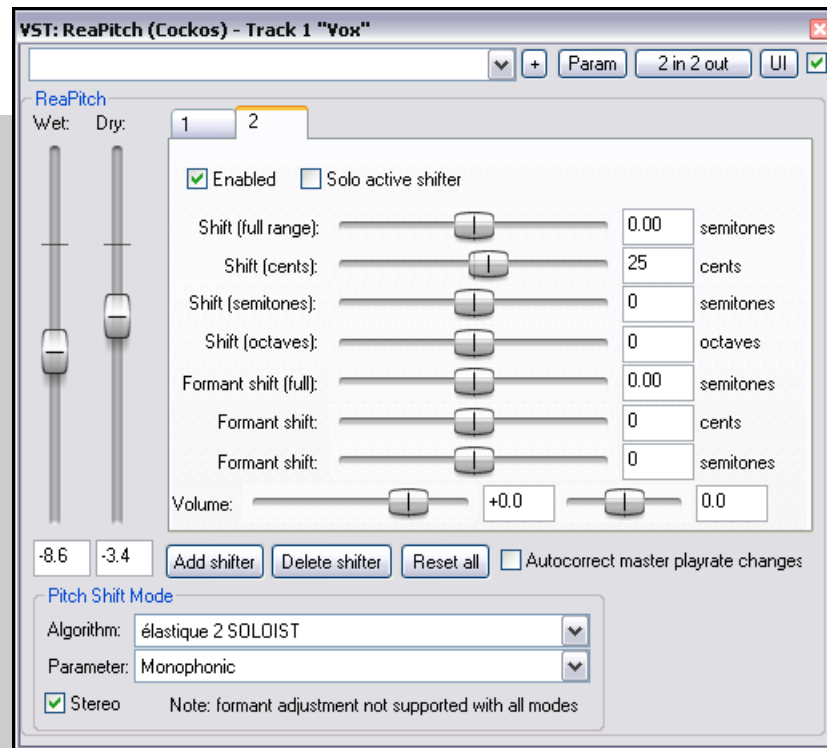 VST: ReaPitch (Cockos) - Track 1 "Vox"
+ Param 2 in 2 out UI
ReaPitch
Wet: Dry: 1 2
Enabled Solo active shifter
Shift (full range): 0.00 semitones
Shift (cents): 25 cents
Shift (semitones): 0 semitones
Shift (octaves): 0 octaves
Formant shift (full): 0.00 semitones
Formant shift: 0 cents
Formant shift: 0 semitones
Volume: +0.0 0.0
-8.6 -3.4 Add shifter Delete shifter Reset all Autocorrect master playrate changes
Pitch Shift Mode
Algorithm: élastique 2 SOLOIST
Parameter: Monophonic
Stereo Note: formant adjustment not supported with all modes